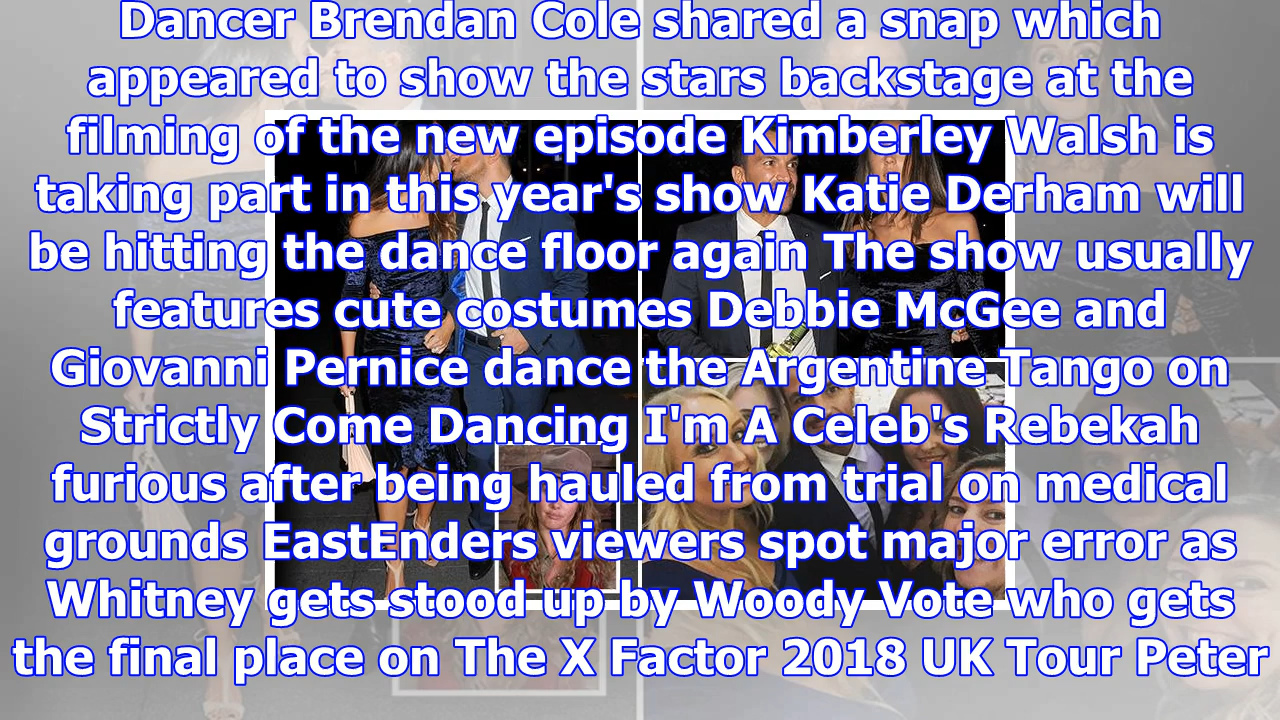 Dancer Brendan Cole shared a snap which
appeared to show the stars backstage at the
filming of the new episode Kimberley Walsh is
taking part in this year's show Katie Derham will
be hitting the dance floor again The show usually
features cute costumes Debbie McGee and
Giovanni Pernice dance the Argentine Tango on
Strictly Come Dancing I'm A Celeb's Rebekah
furious after being hauled from trial on medical
grounds EastEnders viewers spot major error as
Whitney gets stood up by Woody Vote who gets
the final place on The X Factor 2018 UK Tour Peter